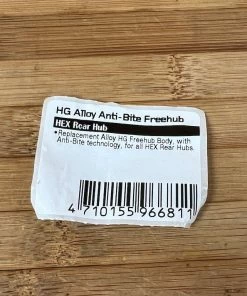 HG Alloy Anti-Bite Freehub
HEX Rear Hub
•Replacement Alloy HG Freehub Body, with
Anti-Bite technology, for all HEX Rear Hubs.
4 710155 966811